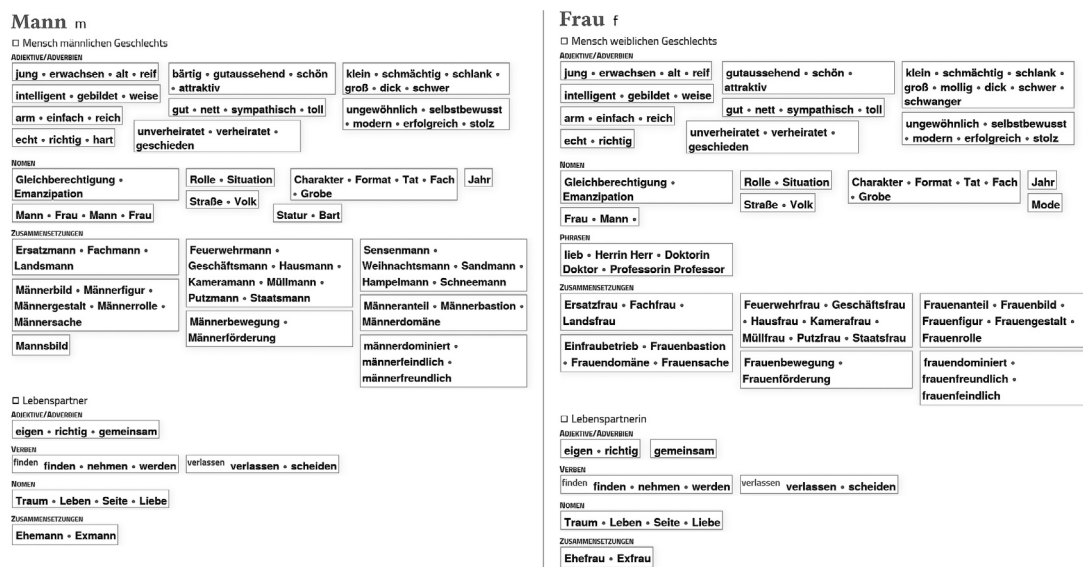 Mann m
□ Mensch männlichen Geschlechts
Adjektive/Adverbien
jung • erwachsen • alt • reif
intelligent • gebildet • weise
arm • einfach • reich
echt • richtig • hart
bärtig • gutaussehend • schön
• attraktiv
gut • nett • sympathisch • toll
unverheiratet • verheiratet •
geschieden
klein • schmächtig • schlank •
groß • dick • schwer
ungewöhnlich • selbstbewusst
• modern • erfolgreich • stolz
Nomen
Gleichberechtigung •
Emanzipation
Mann • Frau • Mann • Frau
Rolle • Situation
Straße • Volk
Charakter • Format • Tat • Fach
• Grobe
Statur • Bart
Jahr
Zusammensetzungen
Ersatzmann • Fachmann •
Landsmann
Männerbild • Männerfigur •
Männergestalt • Männerrolle •
Männersache
Mannsbild
Feuerwehrmann •
Geschäftsmann • Hausmann •
Kameramann • Müllmann •
Putzmann • Staatsmann
Männerbewegung •
Männerförderung
Sensenmann •
Weihnachtsmann • Sandmann •
Hampelmann • Schneemann
Männeranteil • Männerbastion •
Männerdomäne
männerdominiert •
männerfeindlich •
männerfreundlich
□ Lebenspartner
Adjektive/Adverbien
eigen • richtig • gemeinsam
Verben
finden finden • nehmen • werden
verlassen verlassen • scheiden
Nomen
Traum • Leben • Seite • Liebe
Zusammensetzungen
Ehemann • Exmann
Frau f
□ Mensch weiblichen Geschlechts
Adjektive/Adverbien
jung • erwachsen • alt • reif
intelligent • gebildet • weise
arm • einfach • reich
echt • richtig
gutaussehend • schön •
attraktiv
gut • nett • sympathisch • toll
unverheiratet • verheiratet •
geschieden
klein • schmächtig • schlank •
groß • mollig • dick • schwer •
schwanger
ungewöhnlich • selbstbewusst
• modern • erfolgreich • stolz
Nomen
Gleichberechtigung •
Emanzipation
Frau • Mann •
Rolle • Situation
Straße • Volk
Charakter • Format • Tat • Fach
• Grobe
Jahr
Mode
Phrasen
lieb • Herrin Herr • Doktorin
Doktor • Professorin Professor
Zusammensetzungen
Ersatzfrau • Fachfrau •
Landsfrau
Einfraubetrieb • Frauenbastion
• Frauendomäne • Frauensache
Feuerwehrfrau • Geschäftsfrau
• Hausfrau • Kamerafrau •
Müllfrau • Putzfrau • Staatsfrau
Frauenbewegung •
Frauenförderung
Frauenanteil • Frauenbild •
Frauenfigur • Frauengestalt •
Frauenrolle
frauendominiert •
frauenfreundlich •
frauenfeindlich
□ Lebenspartnerin
Adjektive/Adverbien
eigen • richtig
gemeinsam
Verben
finden finden • nehmen • werden
verlassen verlassen • scheiden
Nomen
Traum • Leben • Seite • Liebe
Zusammensetzungen
Ehefrau • Exfrau